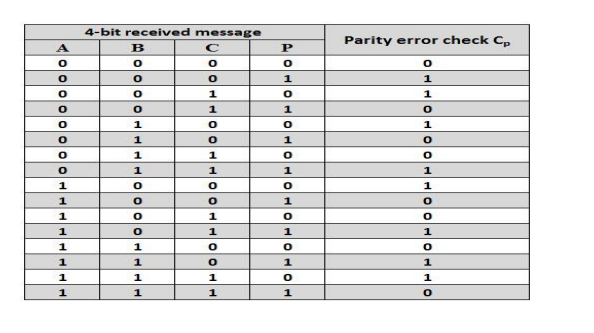 4-bit received message Parity error check Cₚ
A B C P
0 0 0 0 0
0 0 0 1 1
0 0 1 0 1
0 0 1 1 0
0 1 0 0 1
0 1 0 1 0
0 1 1 0 0
0 1 1 1 1
1 0 0 0 1
1 0 0 1 0
1 0 1 0 0
1 0 1 1 1
1 1 0 0 0
1 1 0 1 1
1 1 1 0 1
1 1 1 1 0